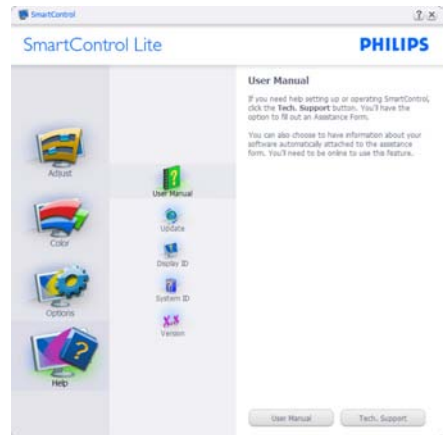 SmartControl
SmartControl Lite
PHILIPS
Adjust
Color
Options
Help
User Manual
Update
Display ID
System ID
Version
User Manual
If you need help setting up or operating SmartControl,
click the Tech. Support button. You'll have the
option to fill out an Assistance Form.
You can also choose to have information about your
software automatically attached to the assistance
form. You'll need to be online to use this feature.
User Manual
Tech. Support